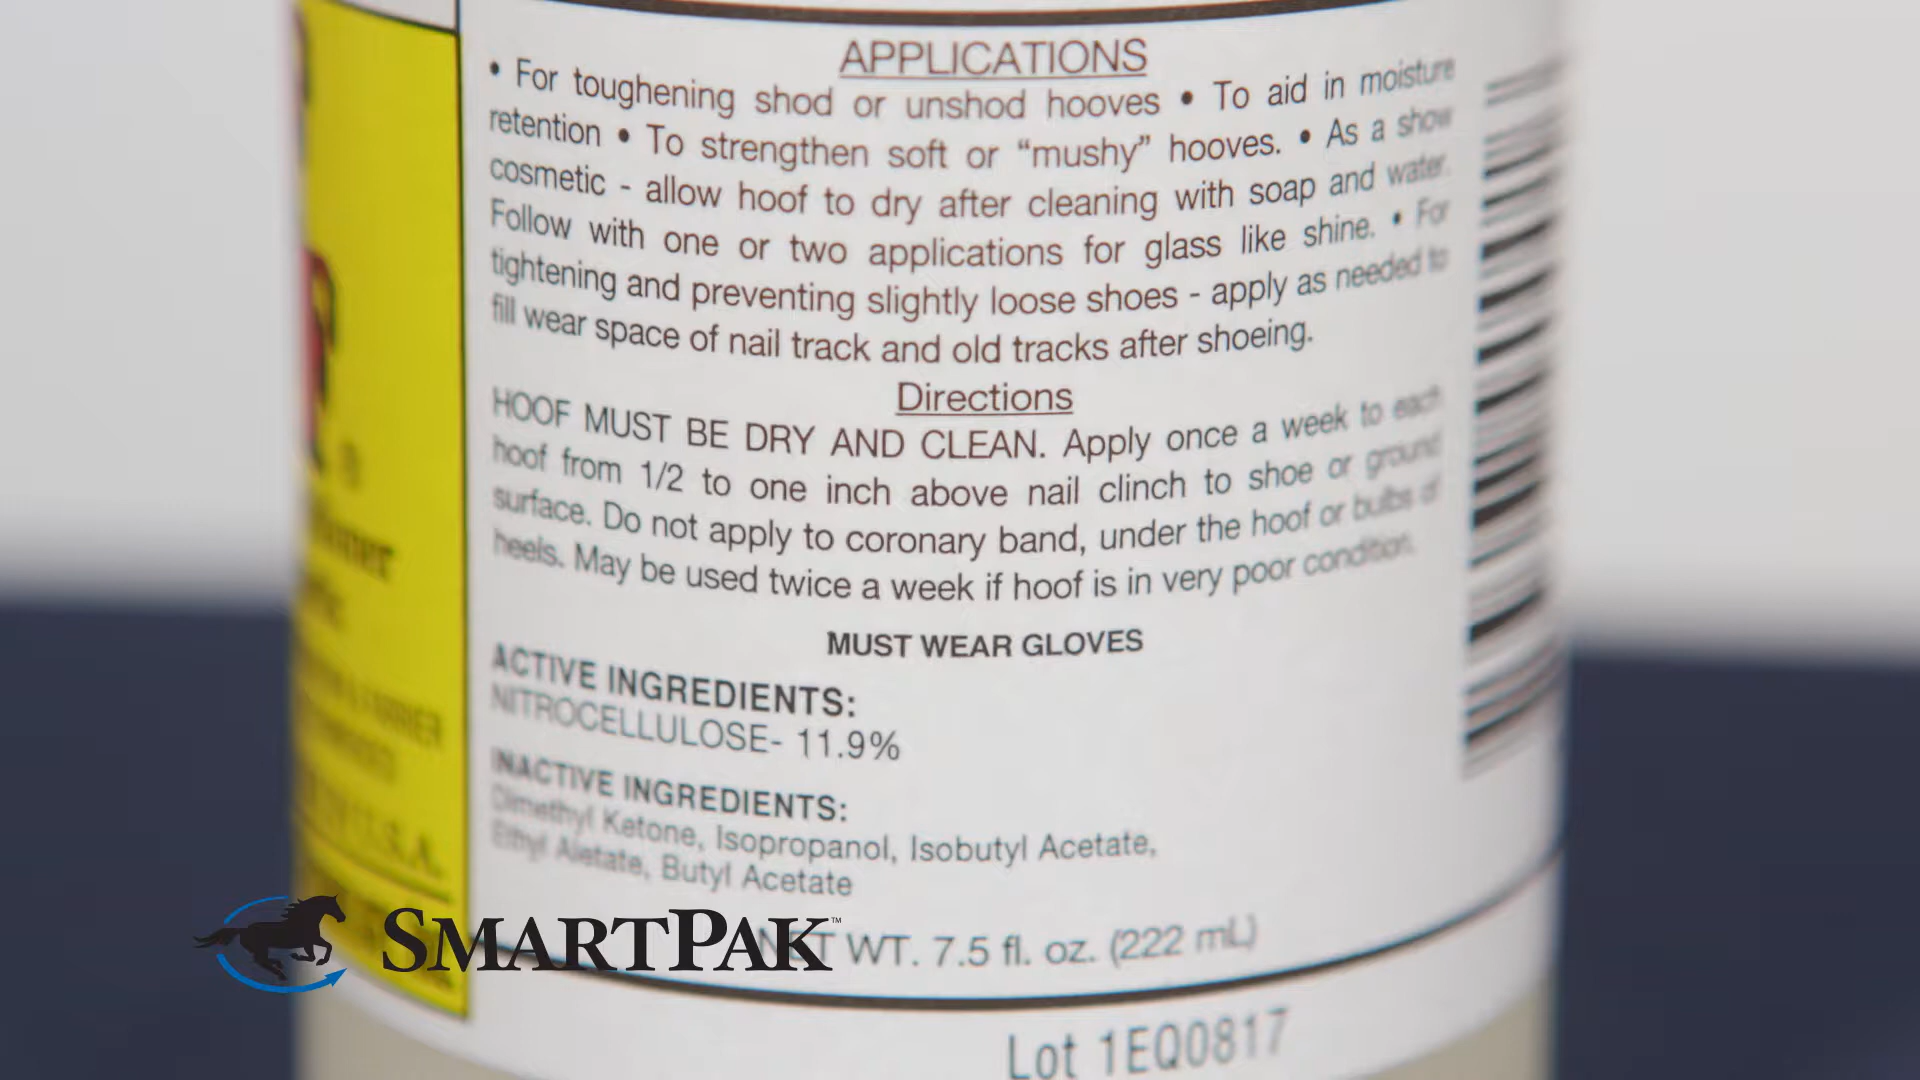 APPLICATIONS
• For toughening shod or unshod hooves • To aid in moisture
retention • To strengthen soft or “mushy” hooves. • As a show
cosmetic - allow hoof to dry after cleaning with soap and water.
Follow with one or two applications for glass like shine. • For
tightening and preventing slightly loose shoes - apply as needed to
fill wear space of nail track and old tracks after shoeing.
Directions
HOOF MUST BE DRY AND CLEAN. Apply once a week to each
hoof from 1/2 to one inch above nail clinch to shoe or ground
surface. Do not apply to coronary band, under the hoof or bulbs of
heels. May be used twice a week if hoof is in very poor condition.
MUST WEAR GLOVES
ACTIVE INGREDIENTS:
NITROCELLULOSE- 11.9%
INACTIVE INGREDIENTS:
Dimethyl Ketone, Isopropanol, Isobutyl Acetate,
Ethyl Aletate, Butyl Acetate
NET WT. 7.5 fl. oz. (222 mL)
Lot 1EQ0817
U.S.A.
SMARTPAK™